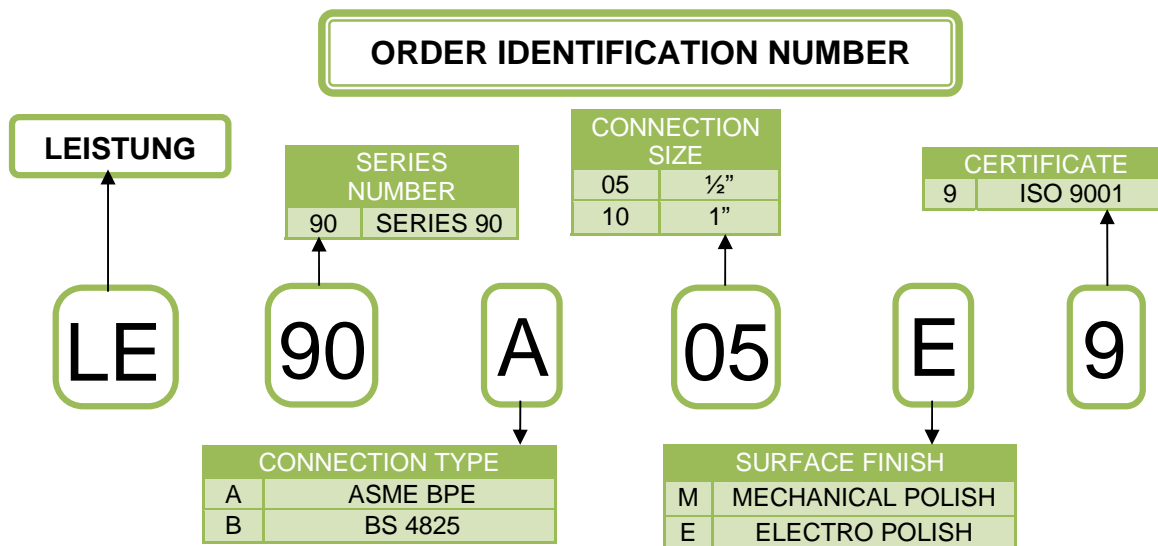 ORDER IDENTIFICATION NUMBER
LEISTUNG
SERIES
NUMBER
90 SERIES 90
CONNECTION
SIZE
05 ½”
10 1”
CERTIFICATE
9 ISO 9001
LE 90 A 05 E 9
CONNECTION TYPE
A ASME BPE
B BS 4825
SURFACE FINISH
M MECHANICAL POLISH
E ELECTRO POLISH